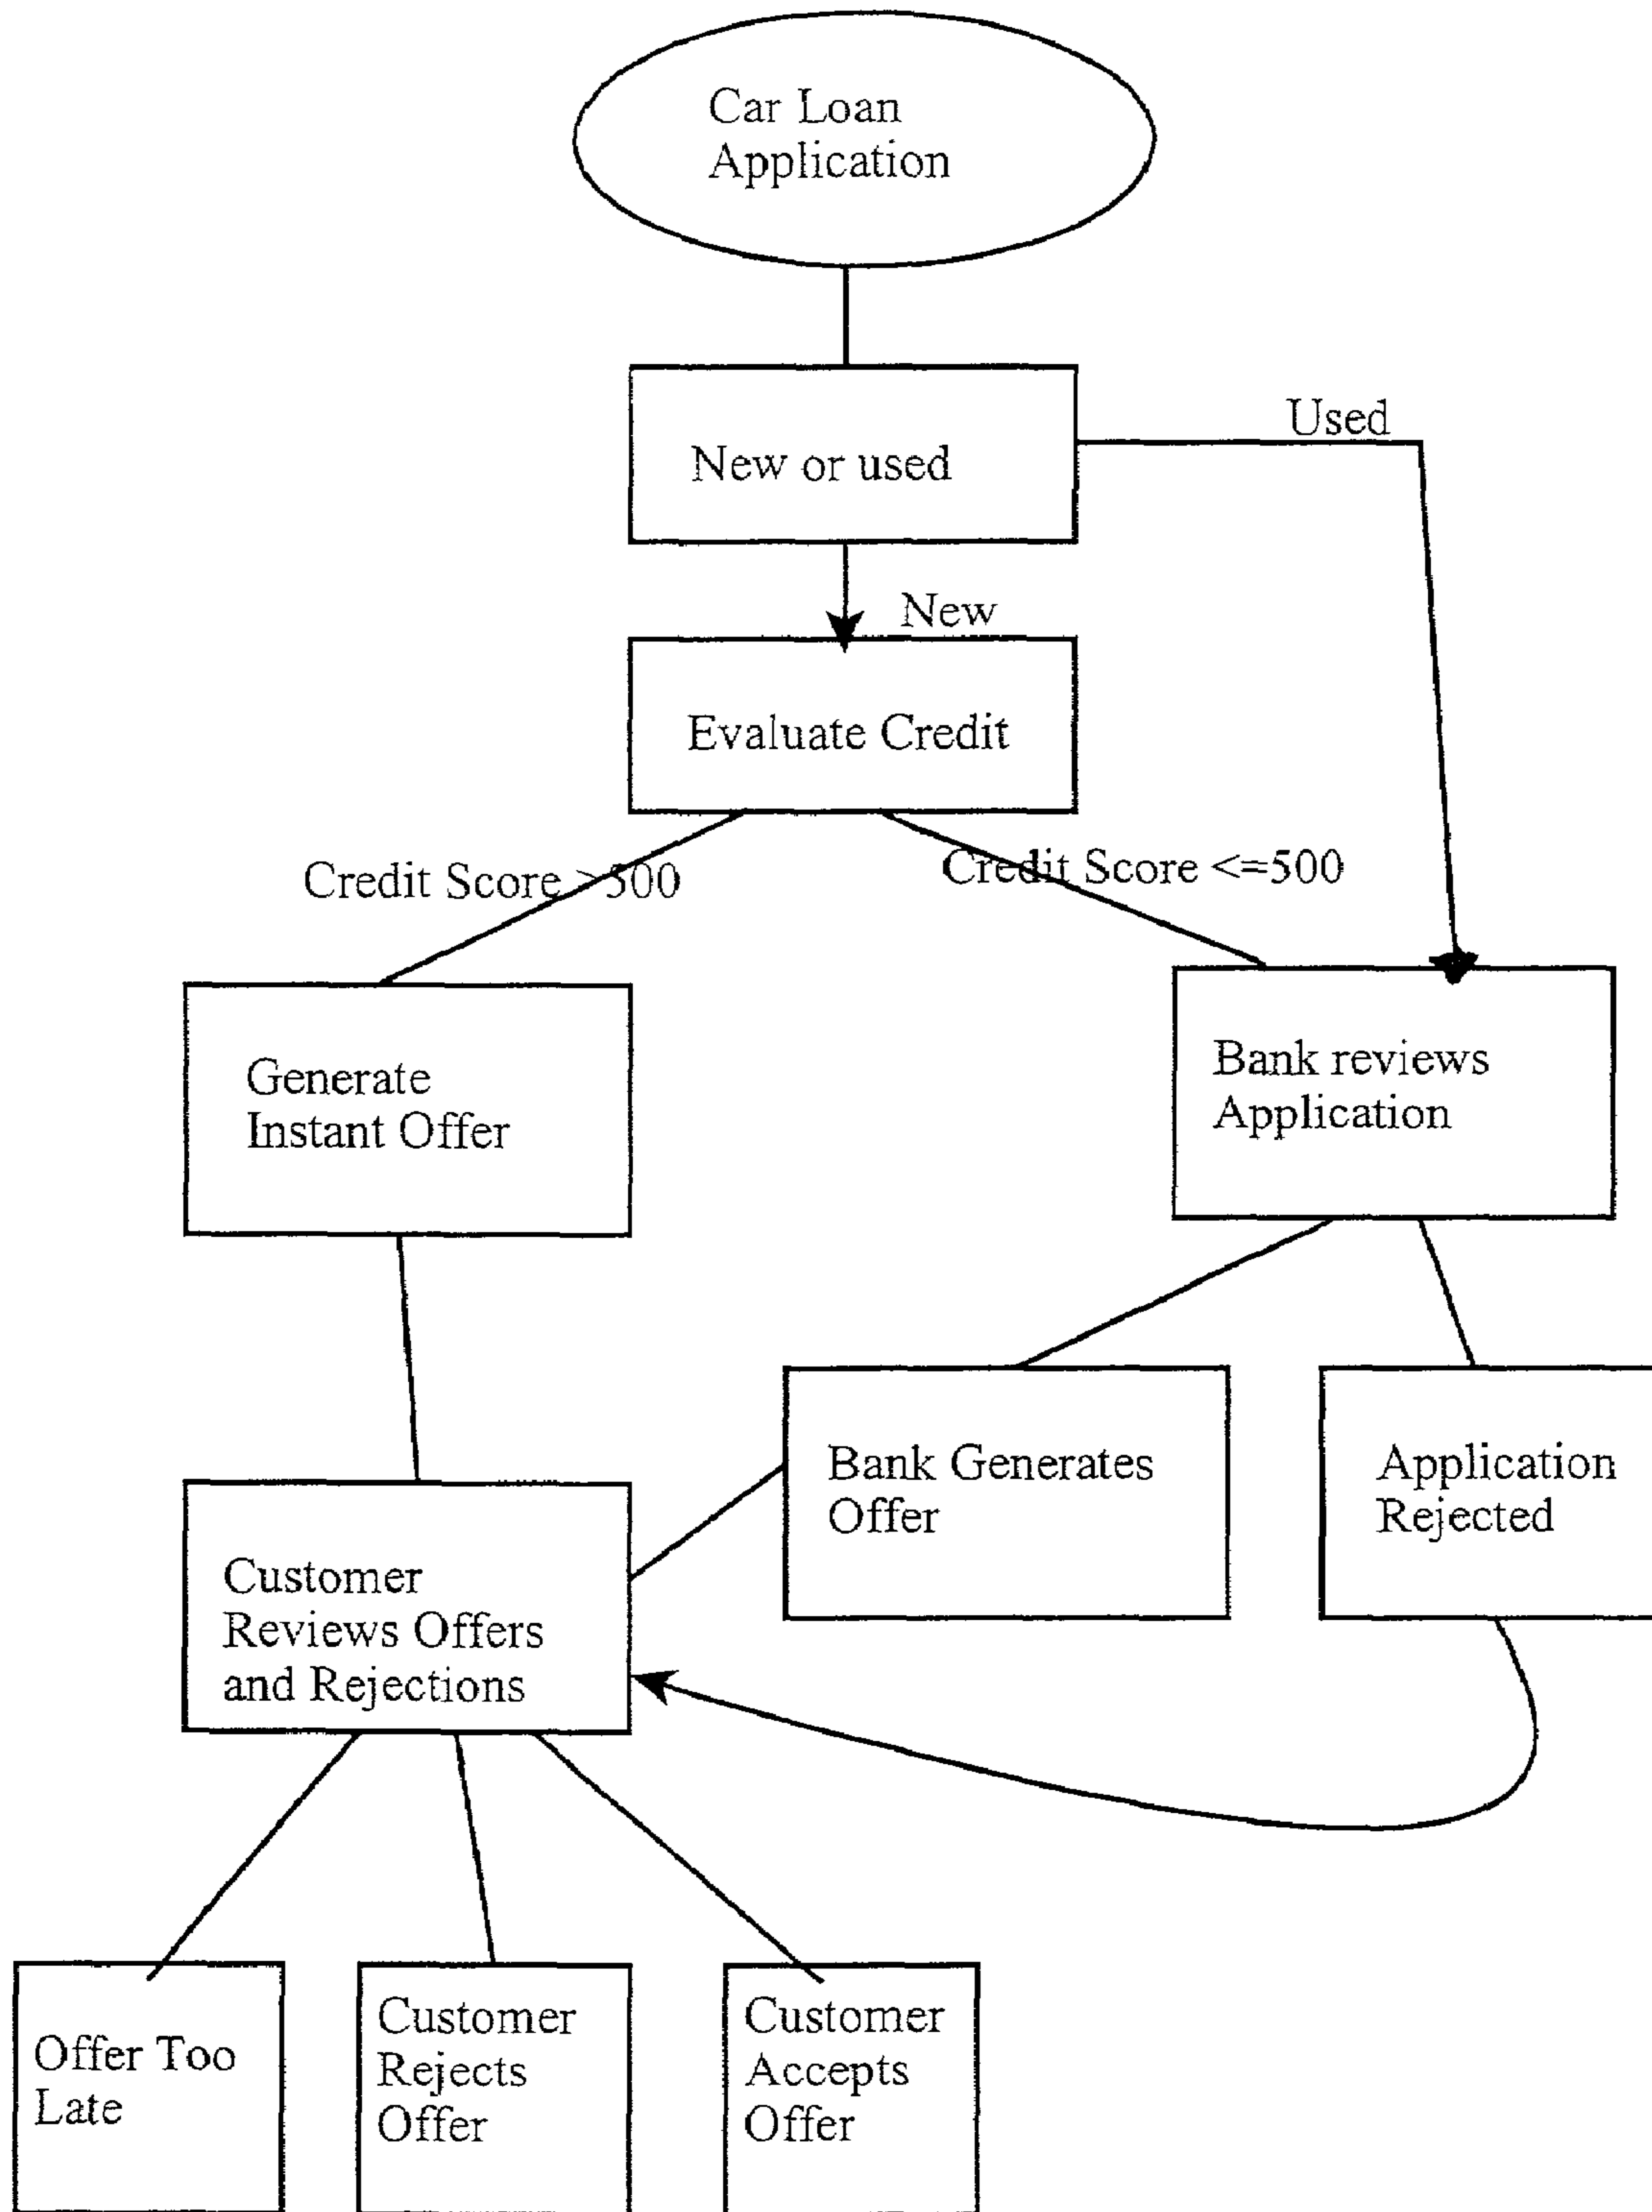 Car Loan
Application
Used
New or used
New
Evaluate Credit
Credit Score >500
Credit Score <=500
Generate
Instant Offer
Bank reviews
Application
Bank Generates
Offer
Application
Rejected
Customer
Reviews Offers
and Rejections
Offer Too
Late
Customer
Rejects
Offer
Customer
Accepts
Offer